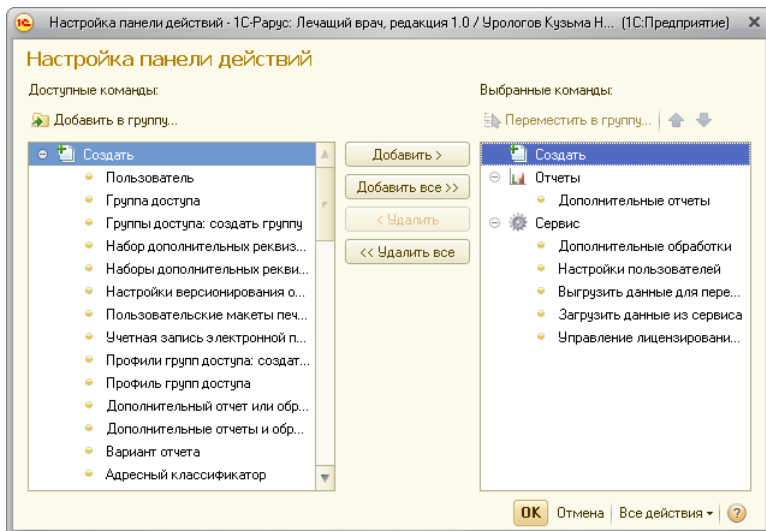 Настройка панели действий - 1С-Рарус: Лечащий врач, редакция 1.0 / Урологов Кузьма Н... (1С:Предприятие)
Настройка панели действий
Доступные команды:
Выбранные команды:
Добавить в группу...
Переместить в группу...
Создать
Пользователь
Группа доступа
Группы доступа: создать группу
Набор дополнительных реквиз...
Наборы дополнительных рекви...
Настройки версионирования о...
Пользовательские макеты печ...
Учетная запись электронной п...
Профили групп доступа: создат...
Профиль групп доступа
Дополнительный отчет или обр...
Дополнительные отчеты и обр...
Вариант отчета
Адресный классификатор
Добавить >
Добавить все >>
< Удалить
<< Удалить все
Создать
Отчеты
Дополнительные отчеты
Сервис
Дополнительные обработки
Настройки пользователей
Выгрузить данные для пере...
Загрузить данные из сервиса
Управление лицензировани...
OK Отмена Все действия ?